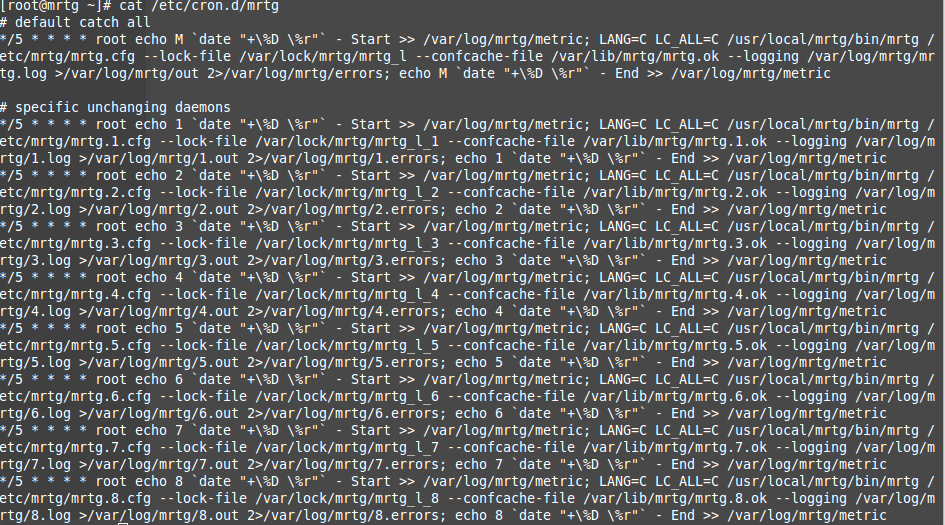 [root@mrtg ~]# cat /etc/cron.d/mrtg
# default catch all
*/5 * * * * root echo M `date "+\%D \%r"` - Start >> /var/log/mrtg/metric; LANG=C LC_ALL=C /usr/local/mrtg/bin/mrtg /
etc/mrtg/mrtg.cfg --lock-file /var/lock/mrtg/mrtg_l --confcache-file /var/lib/mrtg/mrtg.ok --logging /var/log/mrtg/mr
tg.log >/var/log/mrtg/out 2>/var/log/mrtg/errors; echo M `date "+\%D \%r"` - End >> /var/log/mrtg/metric
# specific unchanging daemons
*/5 * * * * root echo 1 `date "+\%D \%r"` - Start >> /var/log/mrtg/metric; LANG=C LC_ALL=C /usr/local/mrtg/bin/mrtg /
etc/mrtg/mrtg.1.cfg --lock-file /var/lock/mrtg/mrtg_l_1 --confcache-file /var/lib/mrtg/mrtg.1.ok --logging /var/log/m
rtg/1.log >/var/log/mrtg/1.out 2>/var/log/mrtg/1.errors; echo 1 `date "+\%D \%r"` - End >> /var/log/mrtg/metric
*/5 * * * * root echo 2 `date "+\%D \%r"` - Start >> /var/log/mrtg/metric; LANG=C LC_ALL=C /usr/local/mrtg/bin/mrtg /
etc/mrtg/mrtg.2.cfg --lock-file /var/lock/mrtg/mrtg_l_2 --confcache-file /var/lib/mrtg/mrtg.2.ok --logging /var/log/m
rtg/2.log >/var/log/mrtg/2.out 2>/var/log/mrtg/2.errors; echo 2 `date "+\%D \%r"` - End >> /var/log/mrtg/metric
*/5 * * * * root echo 3 `date "+\%D \%r"` - Start >> /var/log/mrtg/metric; LANG=C LC_ALL=C /usr/local/mrtg/bin/mrtg /
etc/mrtg/mrtg.3.cfg --lock-file /var/lock/mrtg/mrtg_l_3 --confcache-file /var/lib/mrtg/mrtg.3.ok --logging /var/log/m
rtg/3.log >/var/log/mrtg/3.out 2>/var/log/mrtg/3.errors; echo 3 `date "+\%D \%r"` - End >> /var/log/mrtg/metric
*/5 * * * * root echo 4 `date "+\%D \%r"` - Start >> /var/log/mrtg/metric; LANG=C LC_ALL=C /usr/local/mrtg/bin/mrtg /
etc/mrtg/mrtg.4.cfg --lock-file /var/lock/mrtg/mrtg_l_4 --confcache-file /var/lib/mrtg/mrtg.4.ok --logging /var/log/m
rtg/4.log >/var/log/mrtg/4.out 2>/var/log/mrtg/4.errors; echo 4 `date "+\%D \%r"` - End >> /var/log/mrtg/metric
*/5 * * * * root echo 5 `date "+\%D \%r"` - Start >> /var/log/mrtg/metric; LANG=C LC_ALL=C /usr/local/mrtg/bin/mrtg /
etc/mrtg/mrtg.5.cfg --lock-file /var/lock/mrtg/mrtg_l_5 --confcache-file /var/lib/mrtg/mrtg.5.ok --logging /var/log/m
rtg/5.log >/var/log/mrtg/5.out 2>/var/log/mrtg/5.errors; echo 5 `date "+\%D \%r"` - End >> /var/log/mrtg/metric
*/5 * * * * root echo 6 `date "+\%D \%r"` - Start >> /var/log/mrtg/metric; LANG=C LC_ALL=C /usr/local/mrtg/bin/mrtg /
etc/mrtg/mrtg.6.cfg --lock-file /var/lock/mrtg/mrtg_l_6 --confcache-file /var/lib/mrtg/mrtg.6.ok --logging /var/log/m
rtg/6.log >/var/log/mrtg/6.out 2>/var/log/mrtg/6.errors; echo 6 `date "+\%D \%r"` - End >> /var/log/mrtg/metric
*/5 * * * * root echo 7 `date "+\%D \%r"` - Start >> /var/log/mrtg/metric; LANG=C LC_ALL=C /usr/local/mrtg/bin/mrtg /
etc/mrtg/mrtg.7.cfg --lock-file /var/lock/mrtg/mrtg_l_7 --confcache-file /var/lib/mrtg/mrtg.7.ok --logging /var/log/m
rtg/7.log >/var/log/mrtg/7.out 2>/var/log/mrtg/7.errors; echo 7 `date "+\%D \%r"` - End >> /var/log/mrtg/metric
*/5 * * * * root echo 8 `date "+\%D \%r"` - Start >> /var/log/mrtg/metric; LANG=C LC_ALL=C /usr/local/mrtg/bin/mrtg /
etc/mrtg/mrtg.8.cfg --lock-file /var/lock/mrtg/mrtg_l_8 --confcache-file /var/lib/mrtg/mrtg.8.ok --logging /var/log/m
rtg/8.log >/var/log/mrtg/8.out 2>/var/log/mrtg/8.errors; echo 8 `date "+\%D \%r"` - End >> /var/log/mrtg/metric